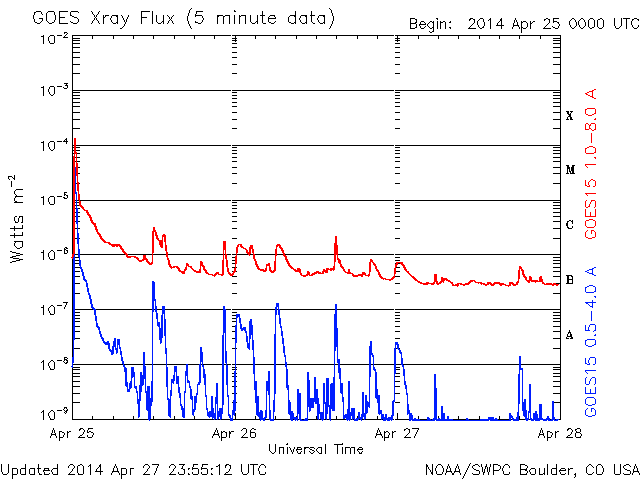 GOES Xray Flux (5 minute data)
Begin: 2014 Apr 25 0000 UTC
10-2
10-3
10-4
10-5
10-6
10-7
10-8
10-9
Watts m-2
X
M
C
B
A
GOES15 1.0-8.0 A
GOES15 0.5-4.0 A
Apr 25
Apr 26
Apr 27
Apr 28
Universal Time
Updated 2014 Apr 27 23:55:12 UTC
NOAA/SWPC Boulder, CO USA